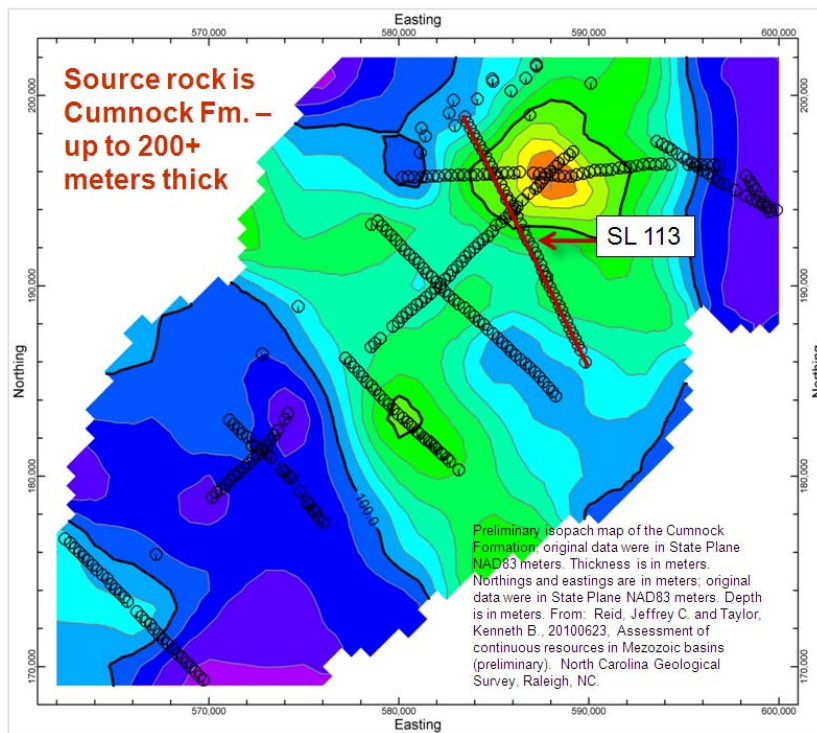 Easting
570,000 580,000 590,000 600,000
Source rock is
Cumnock Fm. –
up to 200+
meters thick
SL 113
200,000
190,000
180,000
170,000
Northing
200,000
190,000
180,000
170,000
Northing
100.0
Preliminary isopach map of the Cumnock
Formation; original data were in State Plane
NAD83 meters. Thickness is in meters.
Northings and eastings are in meters; original
data were in State Plane NAD83 meters. Depth
is in meters. From: Reid, Jeffrey C. and Taylor,
Kenneth B., 20100623, Assessment of
continuous resources in Mezozoic basins
(preliminary). North Carolina Geological
Survey, Raleigh, NC.
570,000 580,000 590,000 600,000
Easting